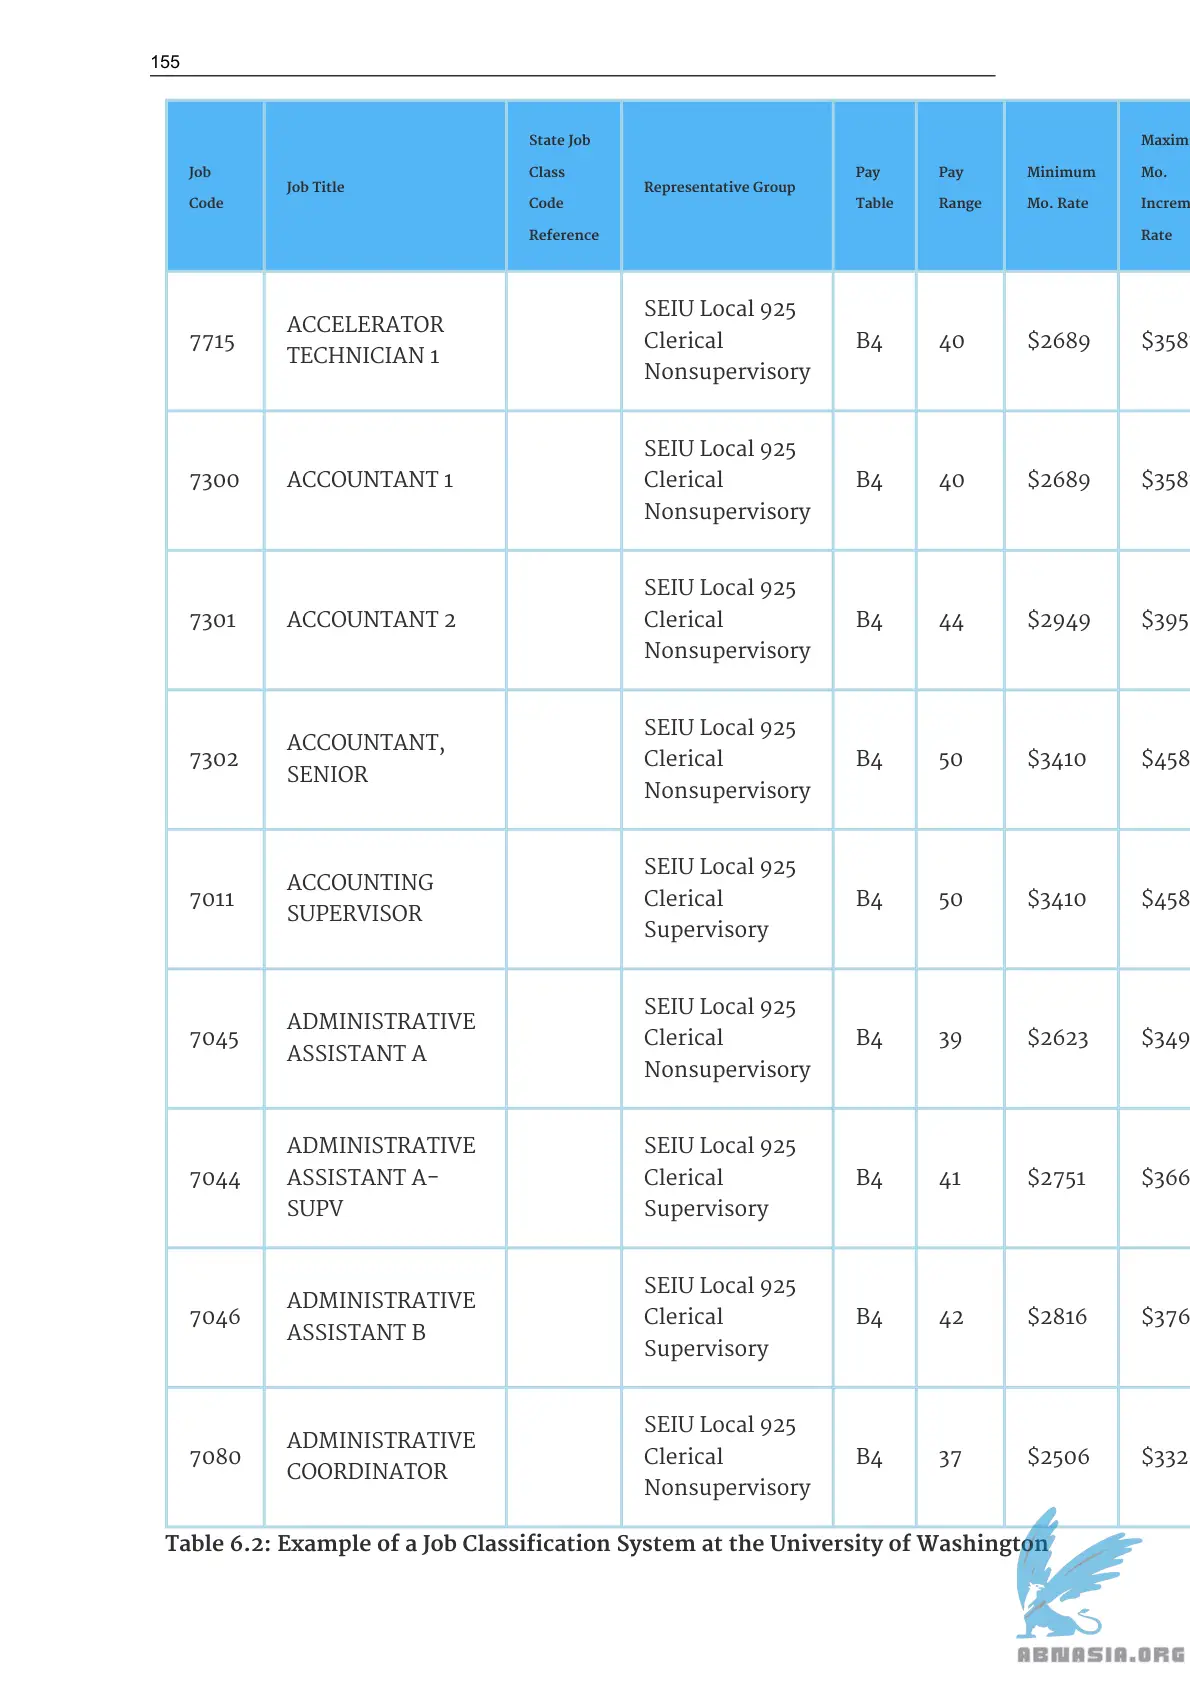 155
Job
Code
Job Title
State Job
Class
Code
Reference
Representative Group
Pay
Table
Pay
Range
Minimum
Mo. Rate
Maxim
Mo.
Increm
Rate
7715
ACCELERATOR
TECHNICIAN 1
SEIU Local 925
Clerical
Nonsupervisory
B4
40
$2689
$358
7300
ACCOUNTANT 1
SEIU Local 925
Clerical
Nonsupervisory
B4
40
$2689
$358
7301
ACCOUNTANT 2
SEIU Local 925
Clerical
Nonsupervisory
B4
44
$2949
$395
7302
ACCOUNTANT,
SENIOR
SEIU Local 925
Clerical
Nonsupervisory
B4
50
$3410
$458
7011
ACCOUNTING
SUPERVISOR
SEIU Local 925
Clerical
Supervisory
B4
50
$3410
$458
7045
ADMINISTRATIVE
ASSISTANT A
SEIU Local 925
Clerical
Nonsupervisory
B4
39
$2623
$349
7044
ADMINISTRATIVE
ASSISTANT A-
SUPV
SEIU Local 925
Clerical
Supervisory
B4
41
$2751
$366
7046
ADMINISTRATIVE
ASSISTANT B
SEIU Local 925
Clerical
Supervisory
B4
42
$2816
$376
7080
ADMINISTRATIVE
COORDINATOR
SEIU Local 925
Clerical
Nonsupervisory
B4
37
$2506
$332
Table 6.2: Example of a Job Classification System at the University of Washington
ABNASIA.ORG